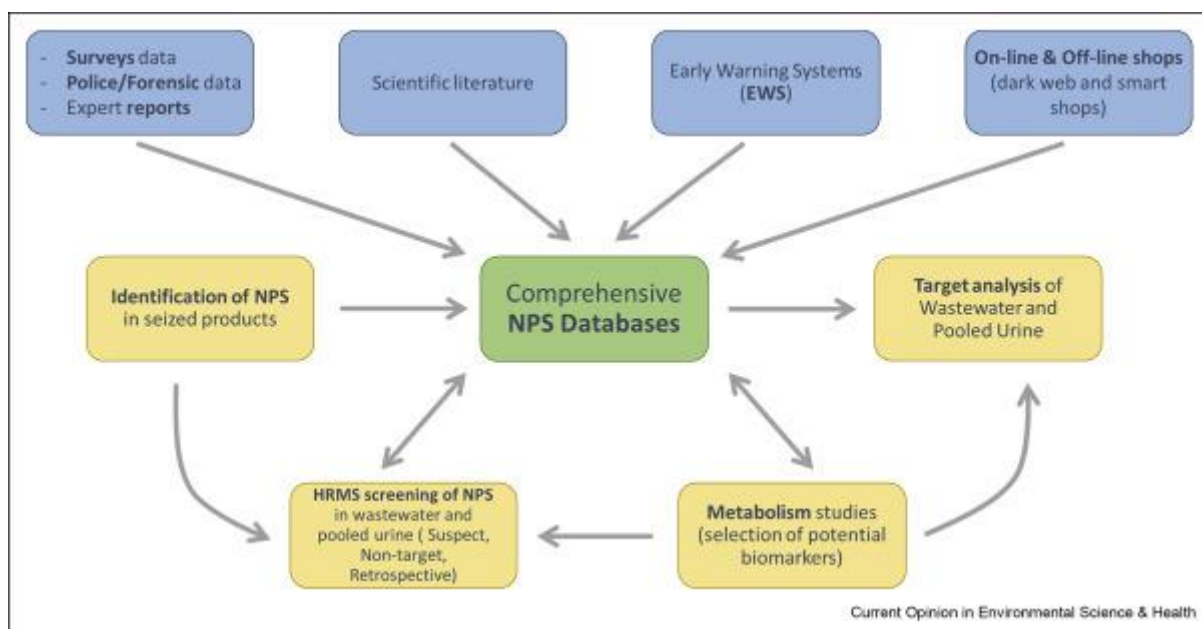 - Surveys data
- Police/Forensic data
- Expert reports
Scientific literature
Early Warning Systems
(EWS)
On-line & Off-line shops
(dark web and smart
shops)
Identification of NPS
in seized products
Comprehensive
NPS Databases
Target analysis of
Wastewater and
Pooled Urine
HRMS screening of NPS
in wastewater and
pooled urine ( Suspect,
Non-target,
Retrospective)
Metabolism studies
(selection of potential
biomarkers)
Current Opinion in Environmental Science & Health